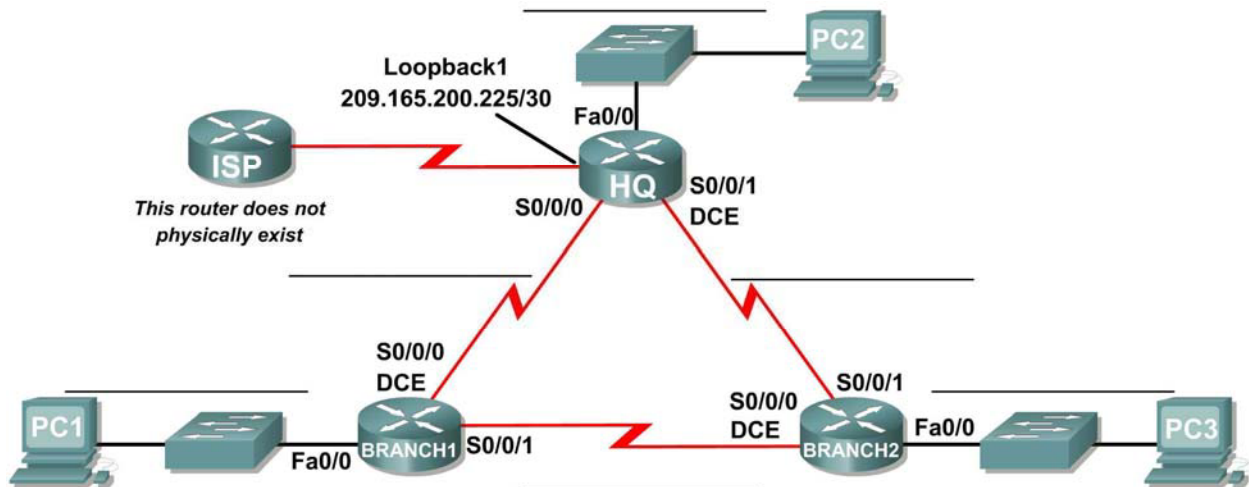 PC2
Loopback1
209.165.200.225/30
Fa0/0
ISP
HQ
This router does not
physically exist
S0/0/0
S0/0/1
DCE
S0/0/0
DCE
S0/0/1
S0/0/0
DCE
PC1
Fa0/0
BRANCH1
S0/0/1
BRANCH2
Fa0/0
PC3